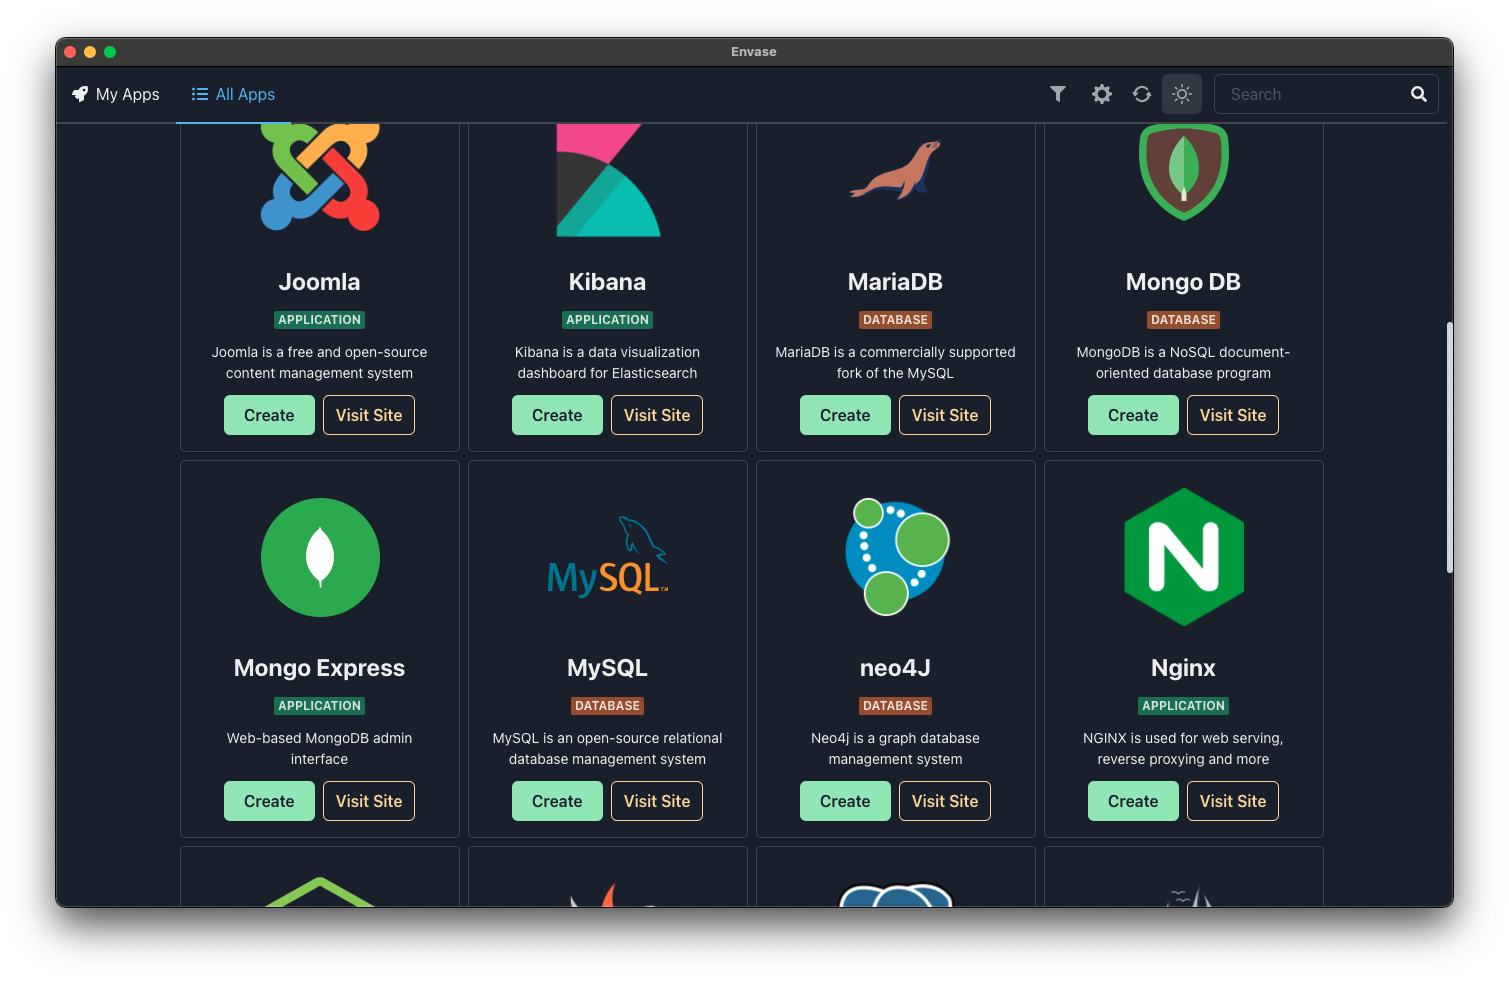 Envase
My Apps
All Apps
Search
Joomla
APPLICATION
Joomla is a free and open-source
content management system
Create
Visit Site
Kibana
APPLICATION
Kibana is a data visualization
dashboard for Elasticsearch
Create
Visit Site
MariaDB
DATABASE
MariaDB is a commercially supported
fork of the MySQL
Create
Visit Site
Mongo DB
DATABASE
MongoDB is a NoSQL document-
oriented database program
Create
Visit Site
Mongo Express
APPLICATION
Web-based MongoDB admin
interface
Create
Visit Site
MySQL™
MySQL
DATABASE
MySQL is an open-source relational
database management system
Create
Visit Site
neo4J
DATABASE
Neo4j is a graph database
management system
Create
Visit Site
N
Nginx
APPLICATION
NGINX is used for web serving,
reverse proxying and more
Create
Visit Site